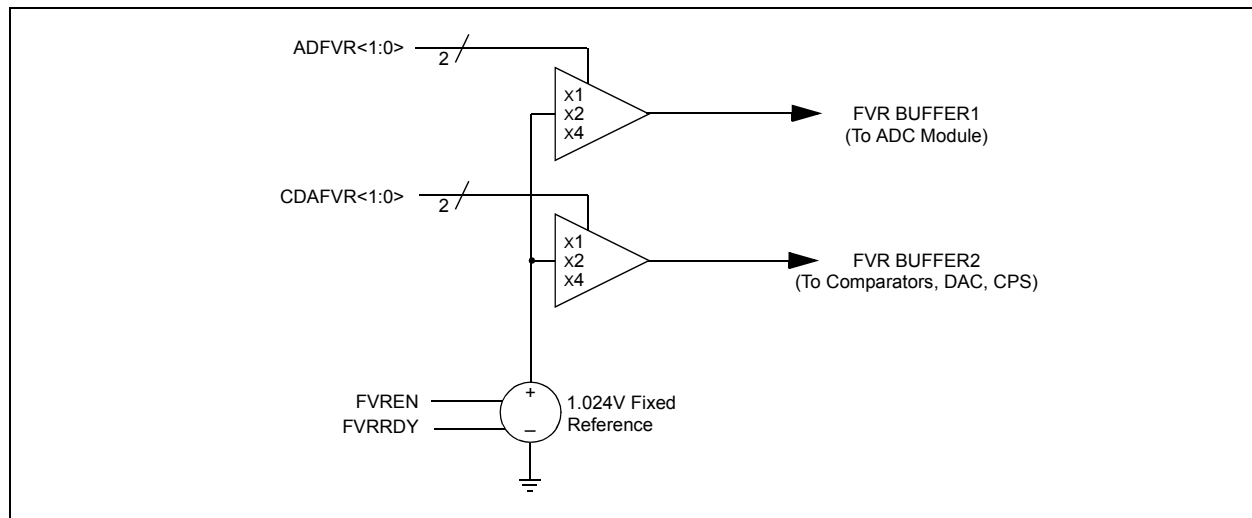 ADFVR<1:0>
2
X1
X2
X4
FVR BUFFER1
(To ADC Module)
CDAFVR<1:0>
2
X1
X2
X4
FVR BUFFER2
(To Comparators, DAC, CPS)
FVREN
FVRRDY
+
–
1.024V Fixed
Reference